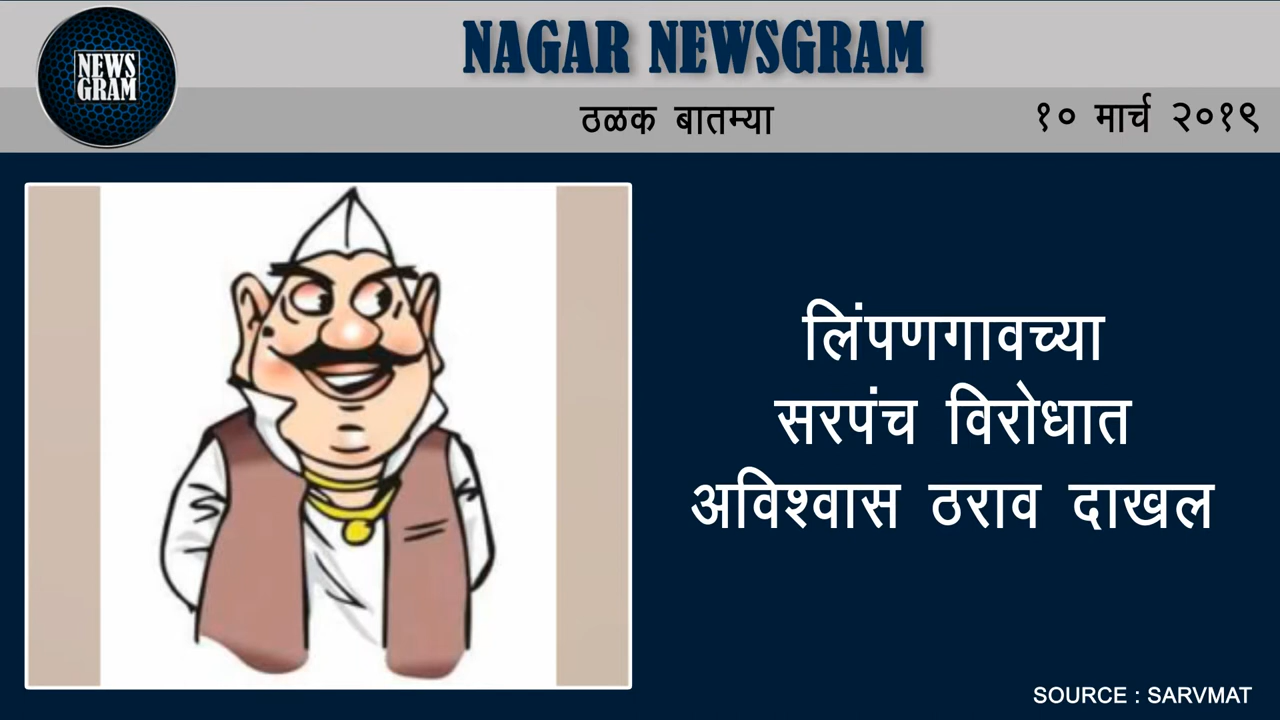 NEWS
GRAM
NAGAR NEWSGRAM
ठळक बातम्या
१० मार्च २०१९
लिंपणगावच्या
सरपंच विरोधात
अविश्वास ठराव दाखल
SOURCE : SARVMAT